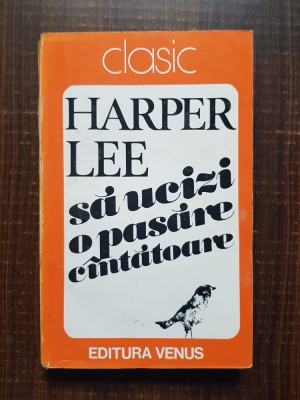 clasic
HARPER
LEE
să ucizi
o pasăre
cîntătoare
EDITURA VENUS